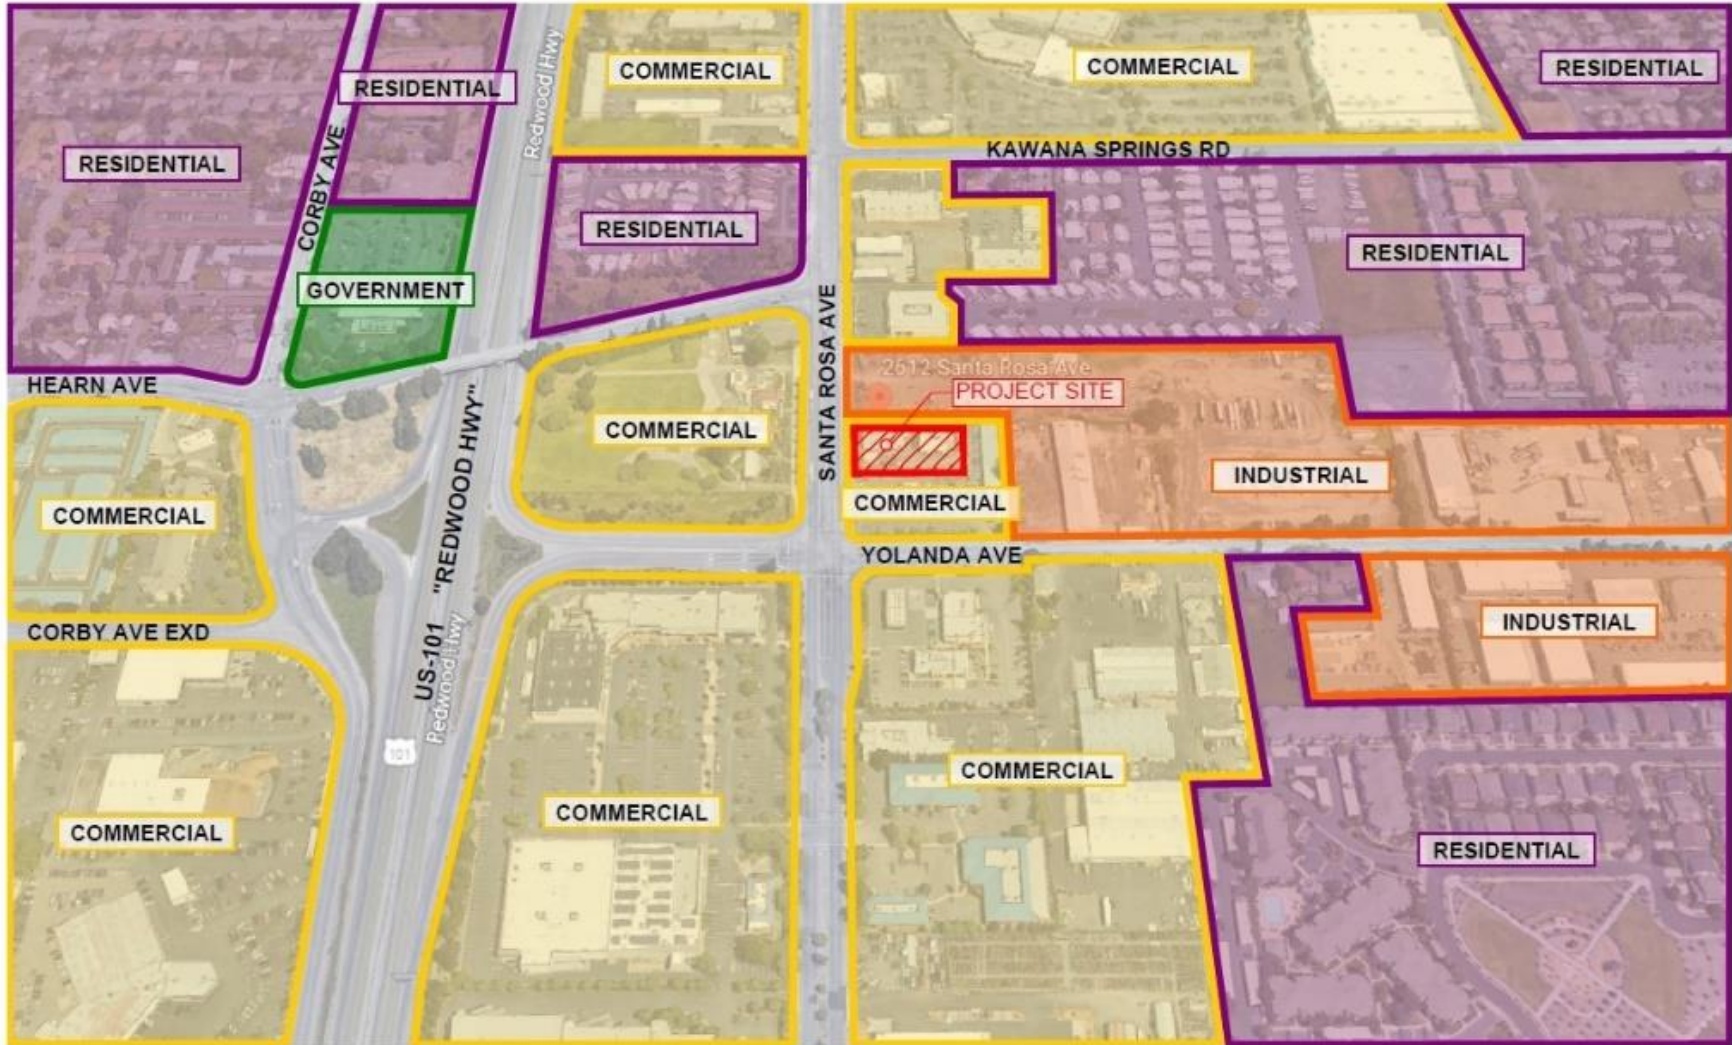 COMMERCIAL
COMMERCIAL
RESIDENTIAL
RESIDENTIAL
Redwood Hwy
RESIDENTIAL
CORBY AVE
KAWANA SPRINGS RD
RESIDENTIAL
RESIDENTIAL
GOVERNMENT
SANTA ROSA AVE
2612 Santa Rosa Ave
PROJECT SITE
HEARN AVE
COMMERCIAL
US-101 "REDWOOD HWY"
INDUSTRIAL
COMMERCIAL
COMMERCIAL
YOLANDA AVE
CORBY AVE EXD
INDUSTRIAL
Redwood Hwy
101
COMMERCIAL
COMMERCIAL
COMMERCIAL
RESIDENTIAL